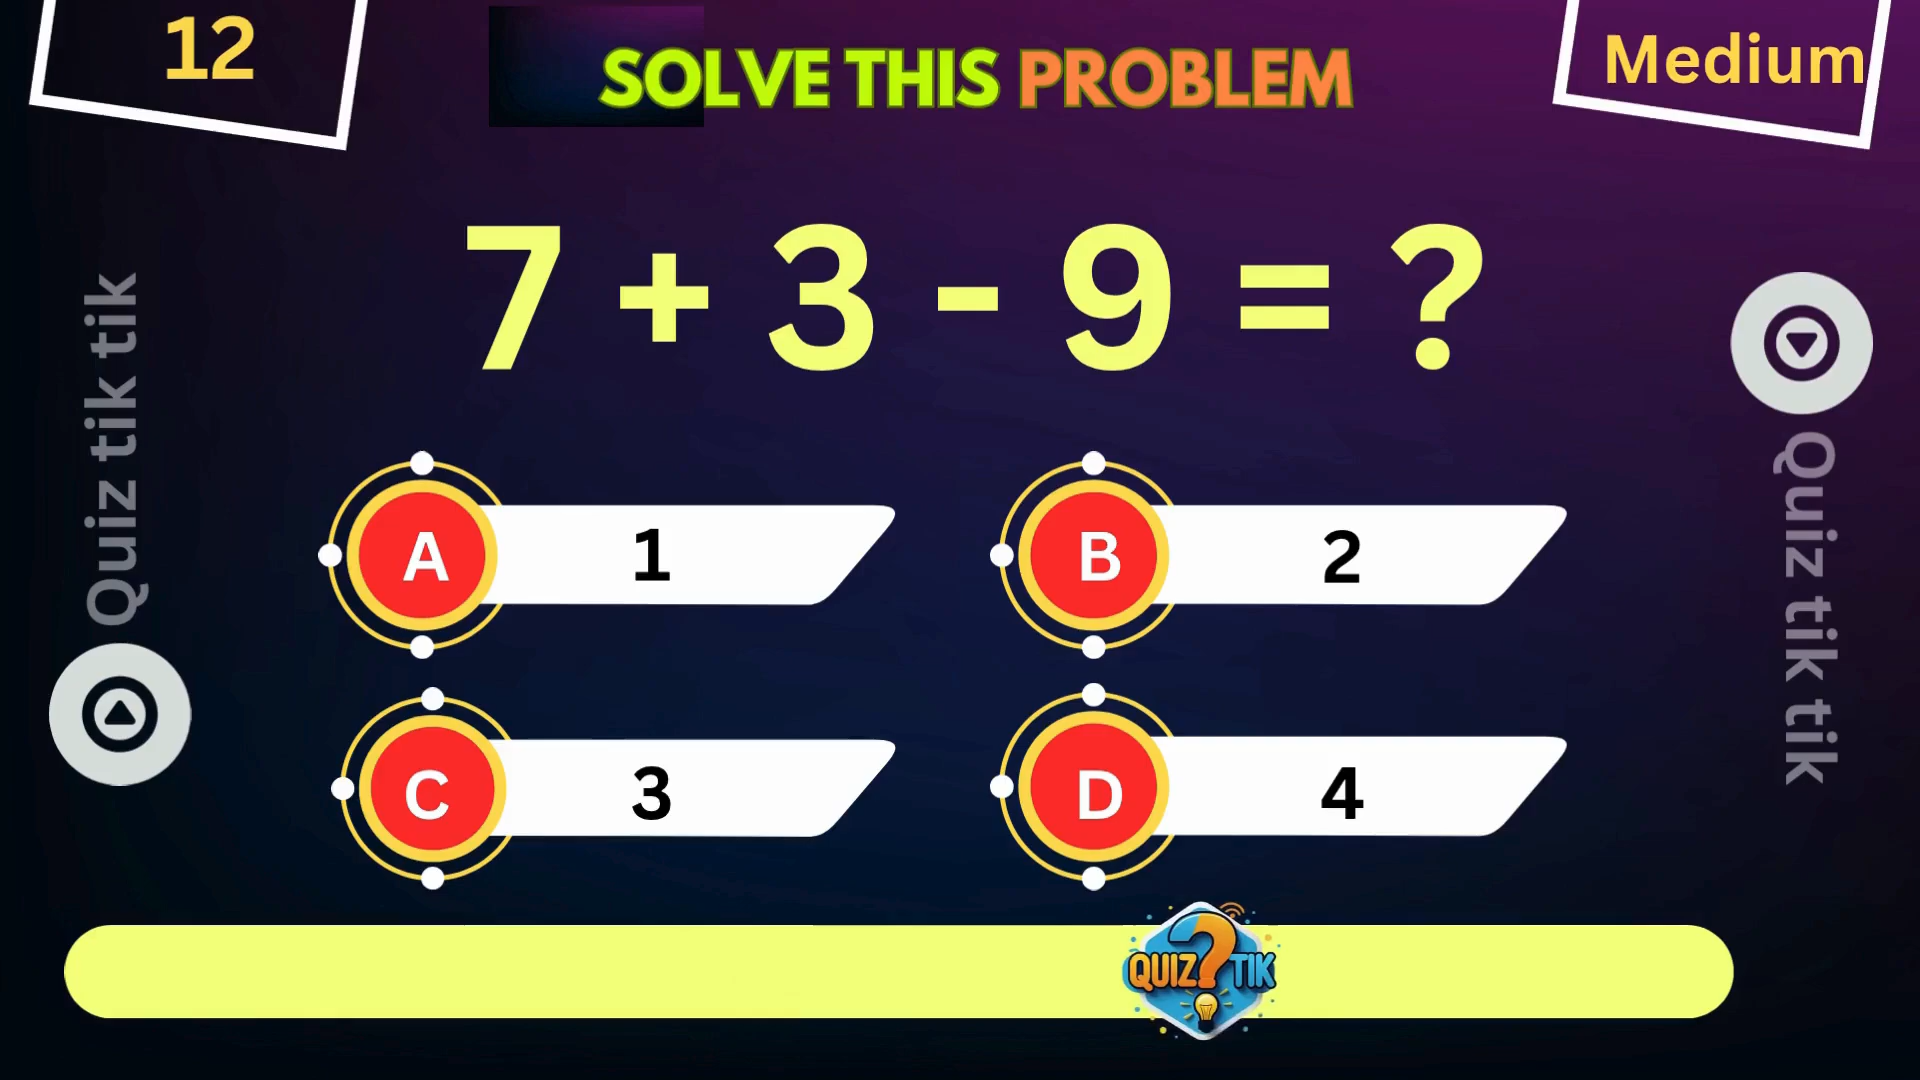 12
SOLVE THIS PROBLEM
Medium
7 + 3 - 9 = ?
Quiz tik tik
A 1
B 2
C 3
D 4
Quiz tik tik
QUIZ ? TIK